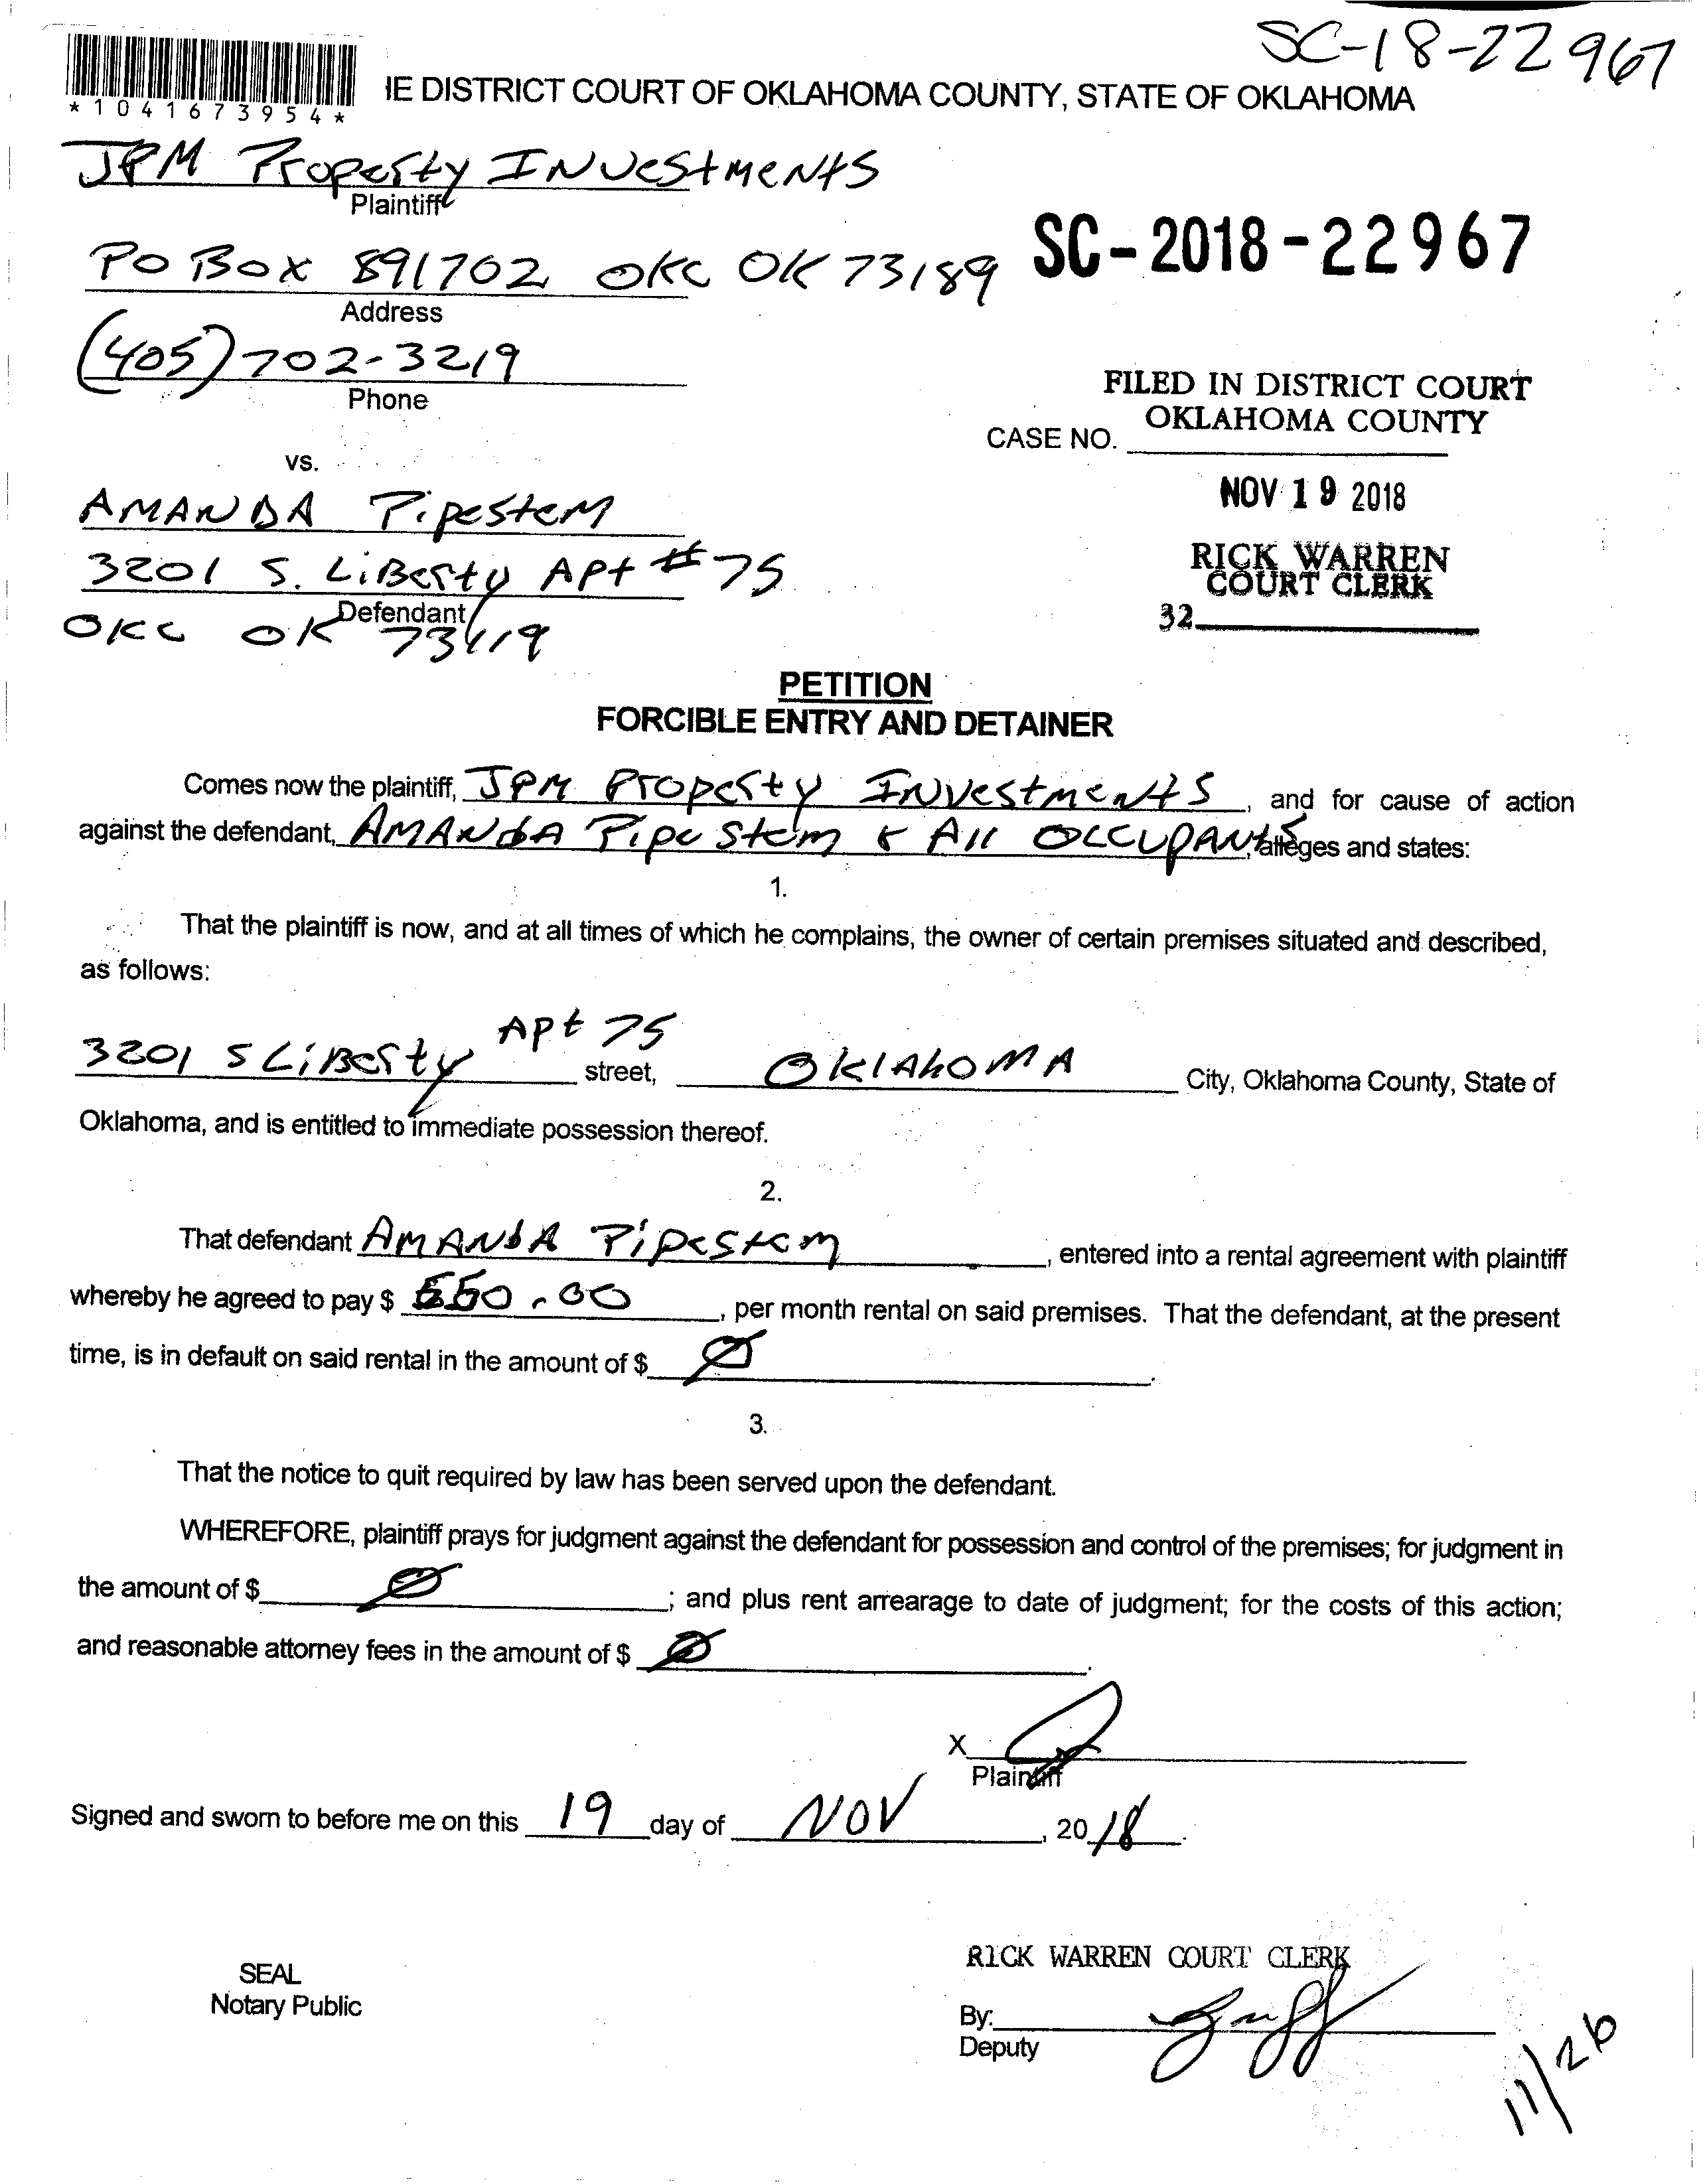 SC-18-22967
*1041673954*
IE DISTRICT COURT OF OKLAHOMA COUNTY, STATE OF OKLAHOMA
JPM Property Investments
Plaintiff
PO Box 891702 OKC OK 73189
SC-2018-22967
Address
(405) 702-3219
Phone
FILED IN DISTRICT COURT
OKLAHOMA COUNTY
CASE NO.
vs.
NOV 19 2018
AMANDA Pipestem
3201 S. Liberty Apt #75
RICK WARREN
COURT CLERK
Defendant
OKC OK 73119
32
PETITION
FORCIBLE ENTRY AND DETAINER
Comes now the plaintiff, JPM Property Investments, and for cause of action
against the defendant, AMANDA Pipestem & All Occupants, alleges and states:
1.
That the plaintiff is now, and at all times of which he complains, the owner of certain premises situated and described,
as follows:
3201 S Liberty Apt 75 street, Oklahoma City, Oklahoma County, State of
Oklahoma, and is entitled to immediate possession thereof.
2.
That defendant AMANDA Pipestem, entered into a rental agreement with plaintiff
whereby he agreed to pay $ 550.00, per month rental on said premises. That the defendant, at the present
time, is in default on said rental in the amount of $ Ø.
3.
That the notice to quit required by law has been served upon the defendant.
WHEREFORE, plaintiff prays for judgment against the defendant for possession and control of the premises; for judgment in
the amount of $ Ø; and plus rent arrearage to date of judgment; for the costs of this action;
and reasonable attorney fees in the amount of $ Ø.
X
Plaintiff
Signed and sworn to before me on this 19 day of NOV, 2018.
RICK WARREN COURT CLERK
SEAL
Notary Public
By:
Deputy
11/26